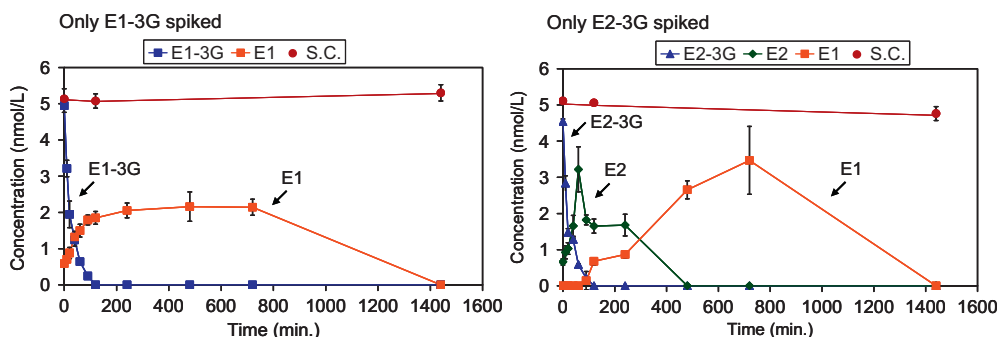 Only E1-3G spiked
E1-3G E1 S.C.
Concentration (nmol/L)
6
5
4
3
2
1
0
E1-3G
E1
0 200 400 600 800 1000 1200 1400 1600
Time (min.)
Only E2-3G spiked
E2-3G E2 E1 S.C.
Concentration (nmol/L)
6
5
4
3
2
1
0
E2-3G
E2
E1
0 200 400 600 800 1000 1200 1400 1600
Time (min.)